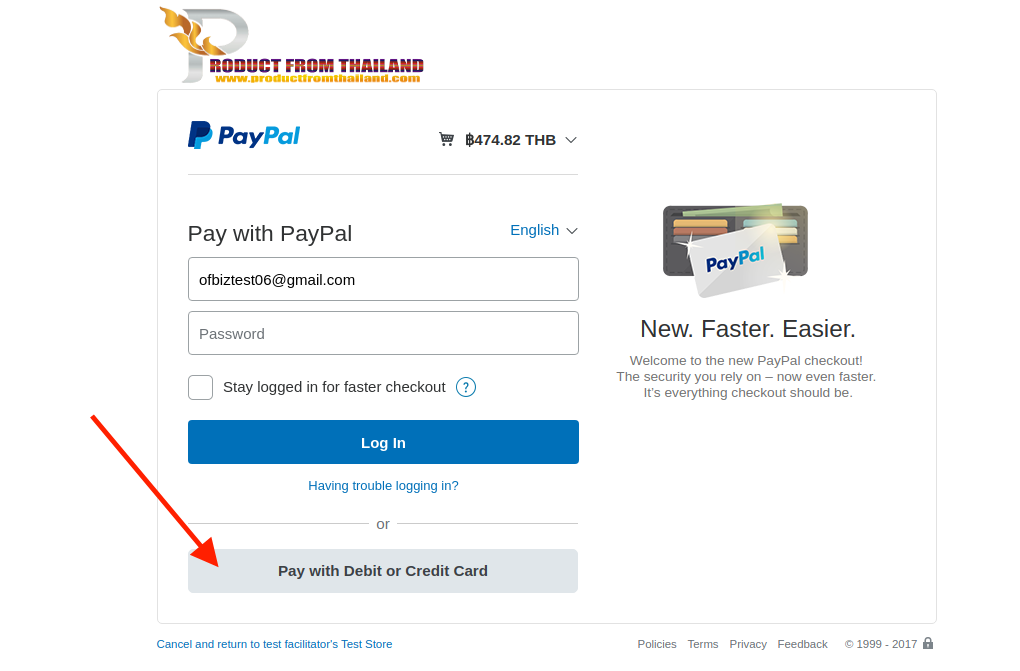 PRODUCT FROM THAILAND
www.productfromthailand.com
PayPal
฿474.82 THB
Pay with PayPal
English
ofbiztest06@gmail.com
Password
Stay logged in for faster checkout ?
Log In
Having trouble logging in?
or
Pay with Debit or Credit Card
PayPal
New. Faster. Easier.
Welcome to the new PayPal checkout!
The security you rely on – now even faster.
It's everything checkout should be.
Cancel and return to test facilitator's Test Store
Policies Terms Privacy Feedback © 1999 - 2017